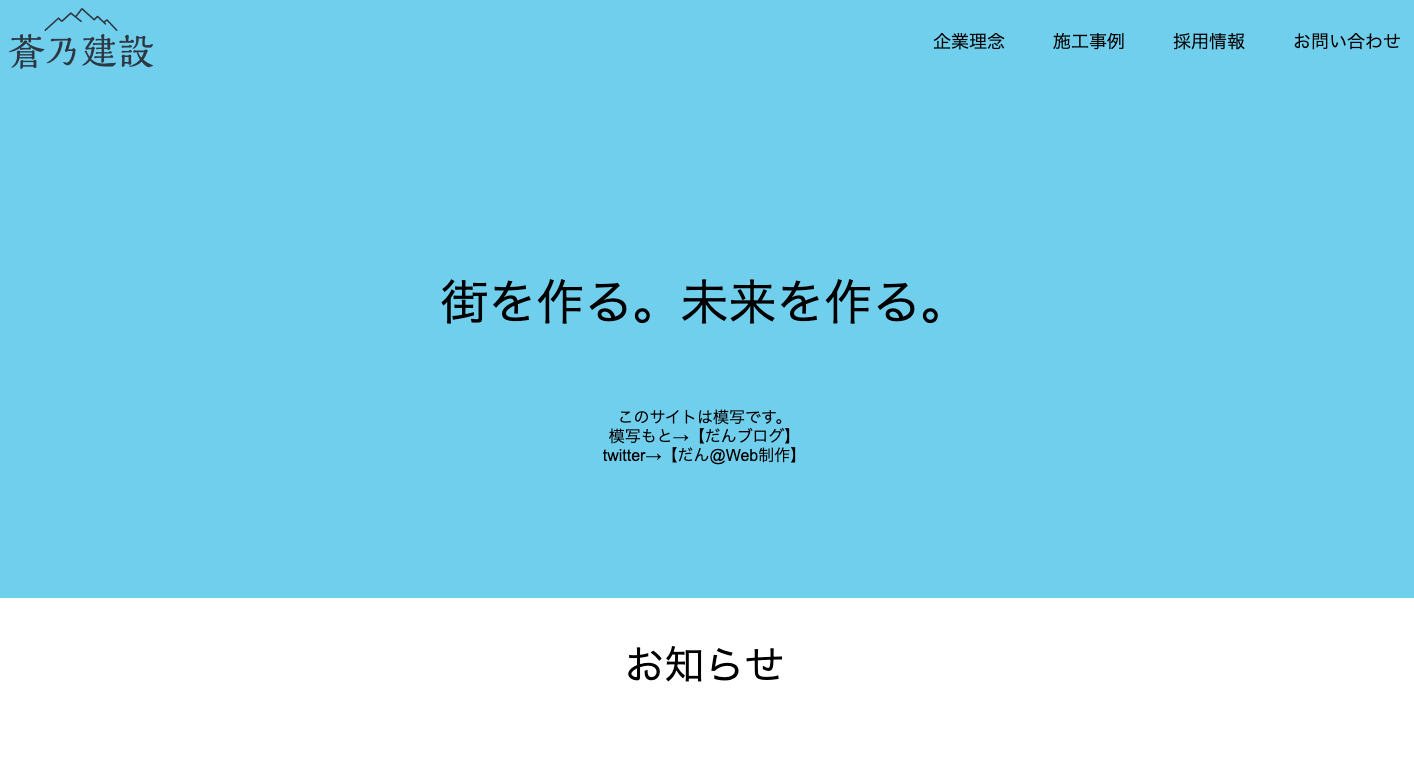 蒼乃建設
企業理念
施工事例
採用情報
お問い合わせ
街を作る。未来を作る。
このサイトは模写です。
模写もと→【だんブログ】
twitter→【だん@Web制作】
お知らせ